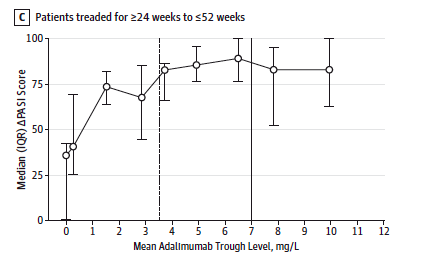 C Patients treaded for ≥24 weeks to ≤52 weeks
Median (IQR) ΔPASI Score
100
75
50
25
0
0 1 2 3 4 5 6 7 8 9 10 11 12
Mean Adalimumab Trough Level, mg/L